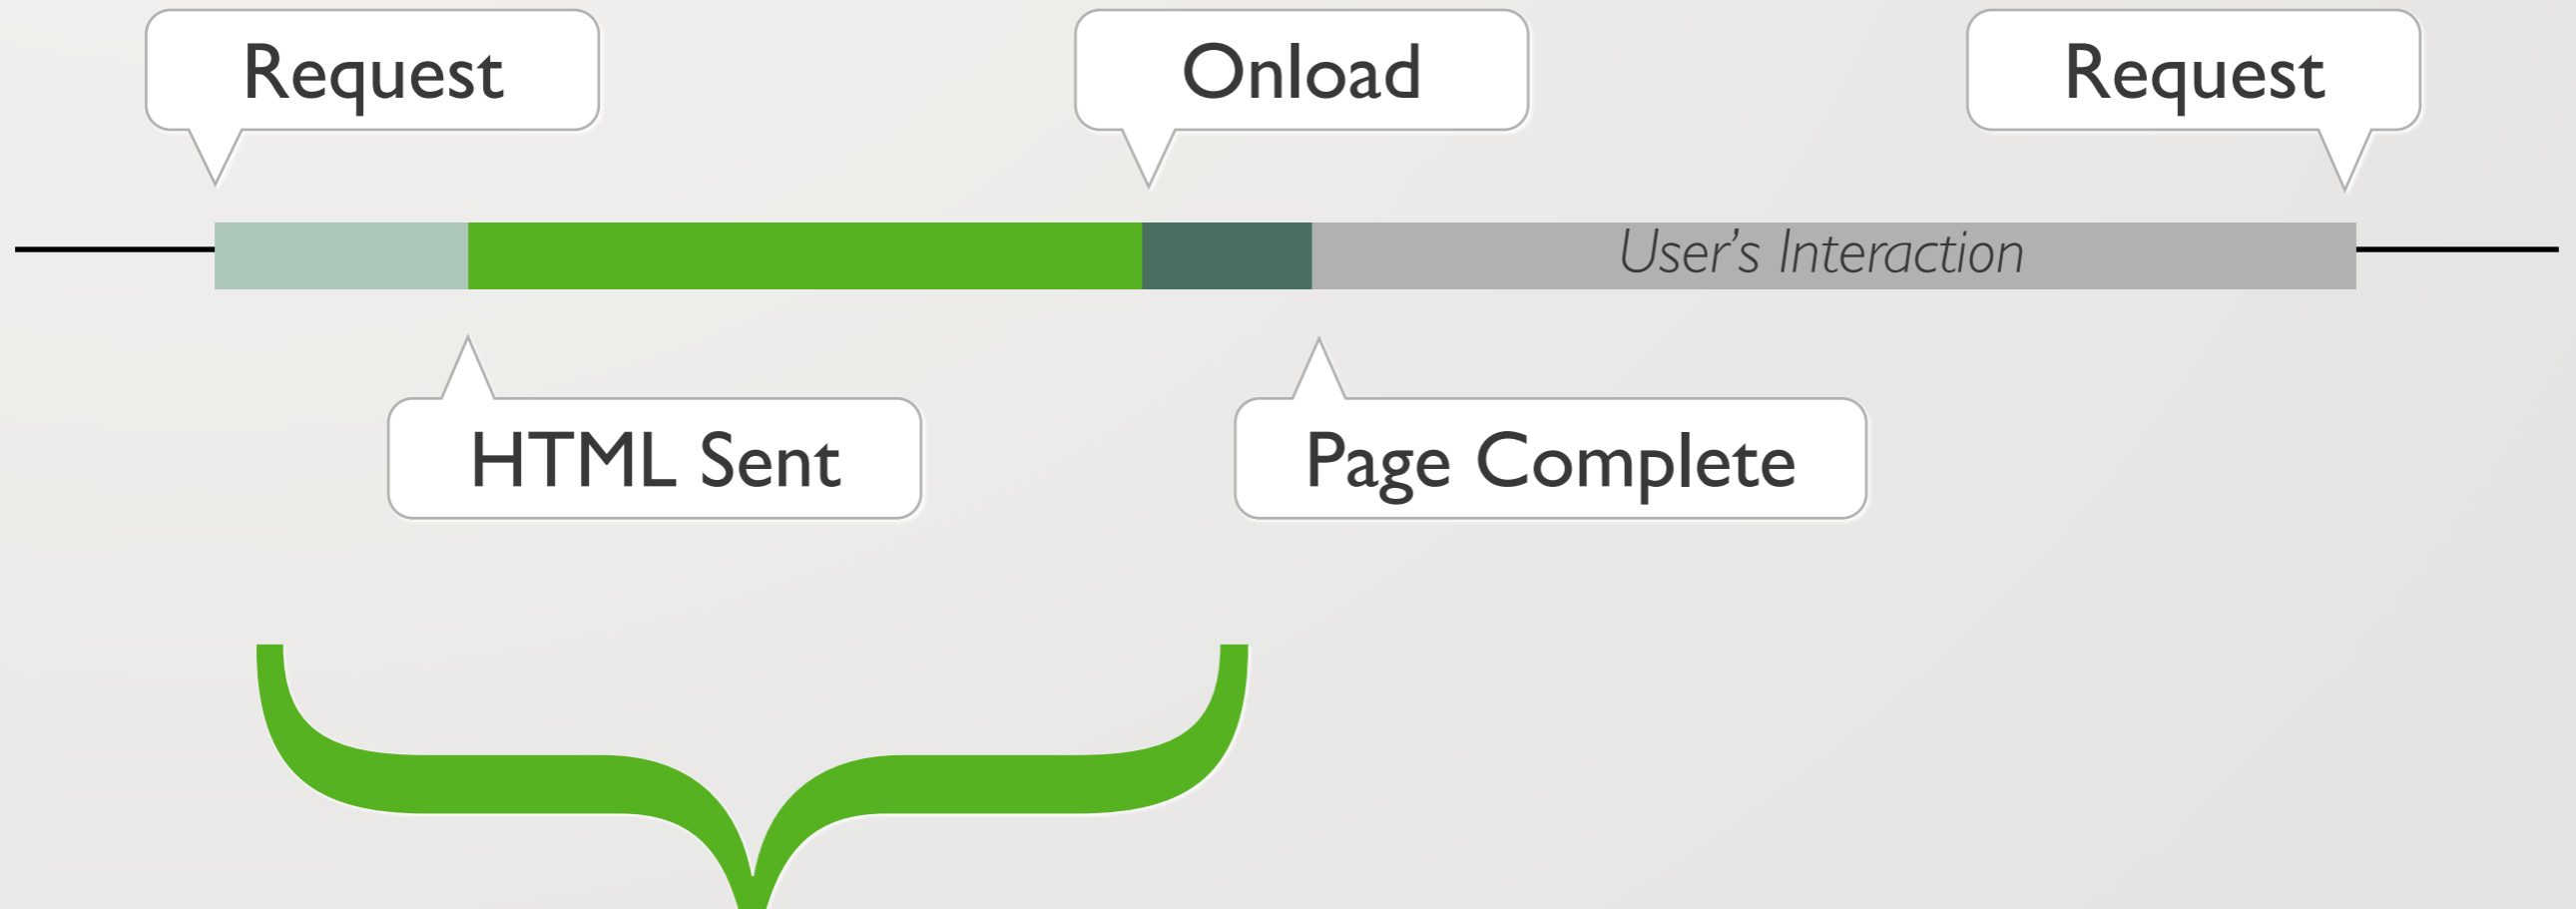 Request
Onload
Request
User’s Interaction
HTML Sent
Page Complete